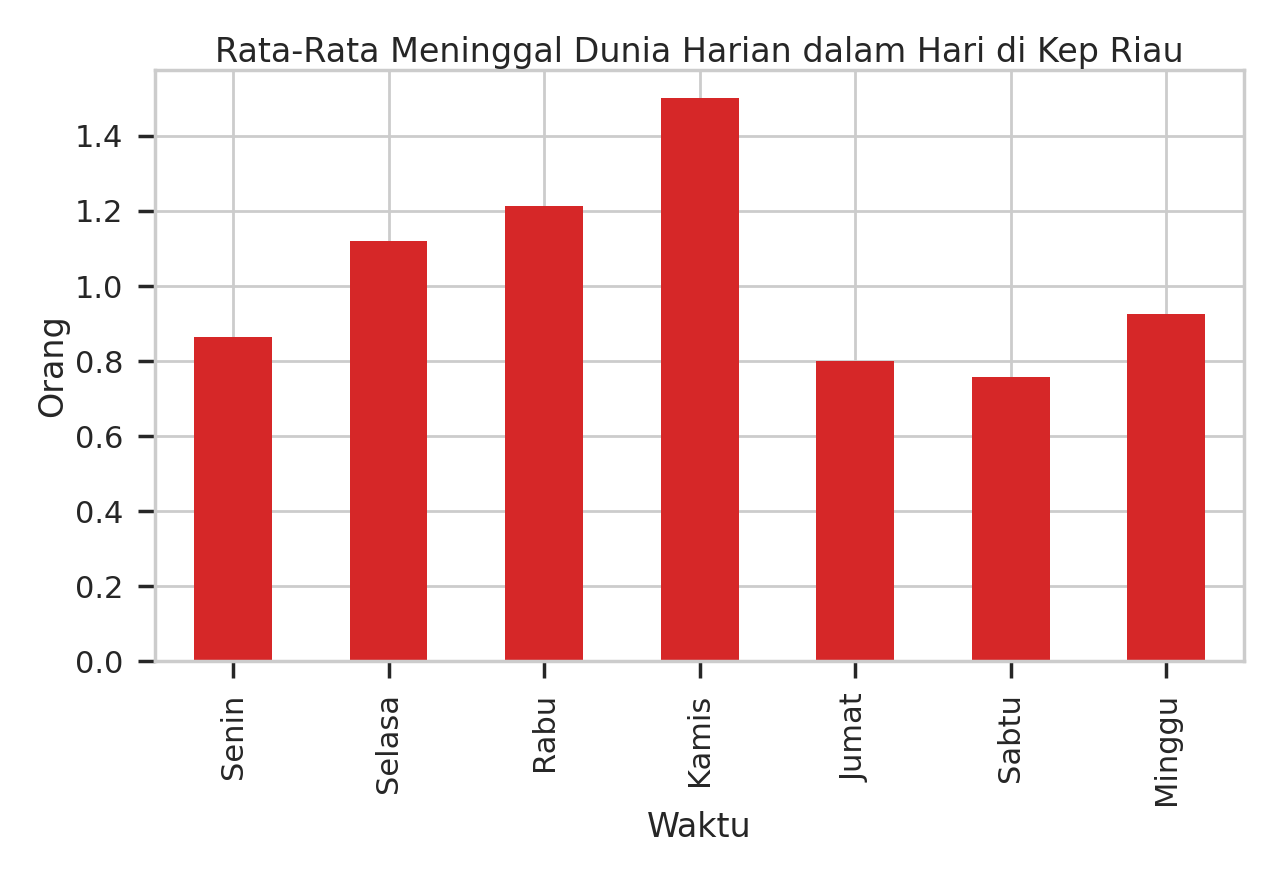 Rata-Rata Meninggal Dunia Harian dalam Hari di Kep Riau
1.4
1.2
1.0
0.8
0.6
0.4
0.2
0.0
Orang
Senin
Selasa
Rabu
Kamis
Jumat
Sabtu
Minggu
Waktu